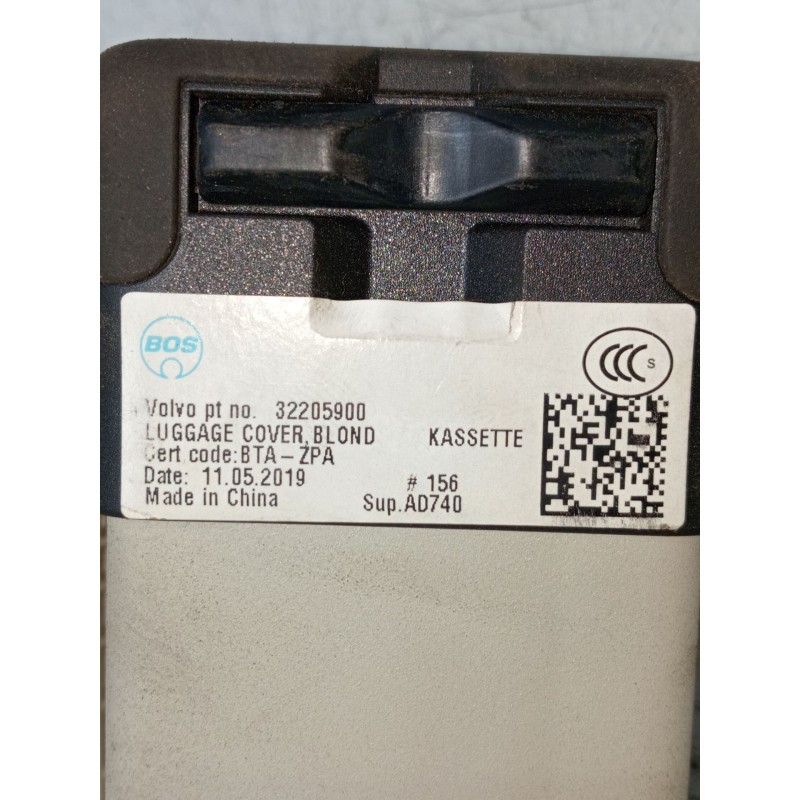 BOS
CCC S
Volvo pt no. 32205900
LUGGAGE COVER, BLOND KASSETTE
Cert code:BTA-ZPA
Date: 11.05.2019 # 156
Made in China Sup.AD740